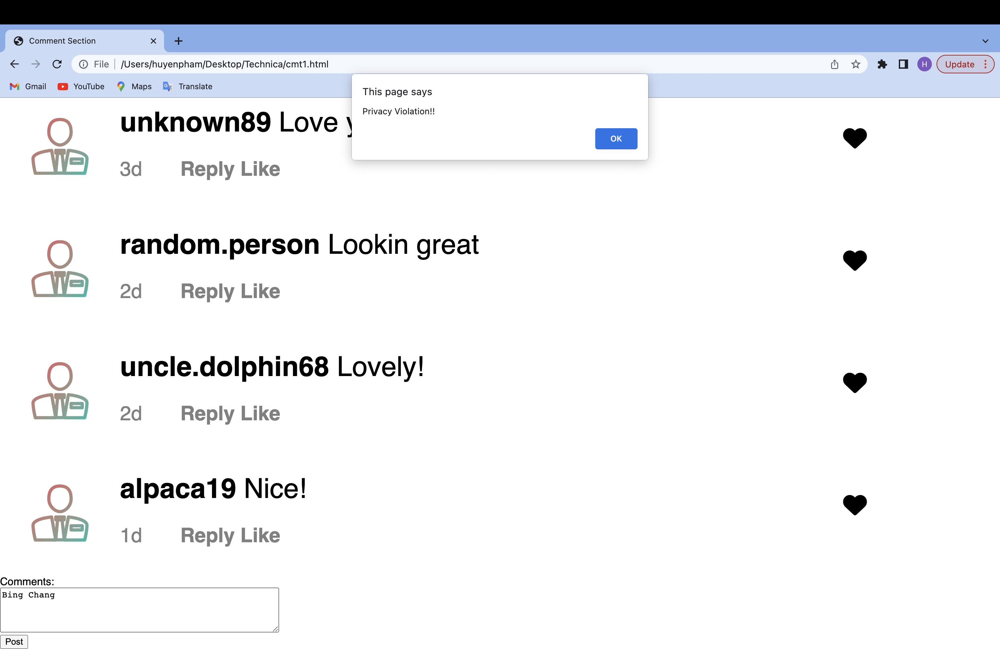 Comment Section
File /Users/huyenpham/Desktop/Technica/cmt1.html
H
Update
Gmail YouTube Maps Translate
This page says
Privacy Violation!!
OK
unknown89 Love
3d Reply Like
random.person Lookin great
2d Reply Like
uncle.dolphin68 Lovely!
2d Reply Like
alpaca19 Nice!
1d Reply Like
Comments:
Bing Chang
Post